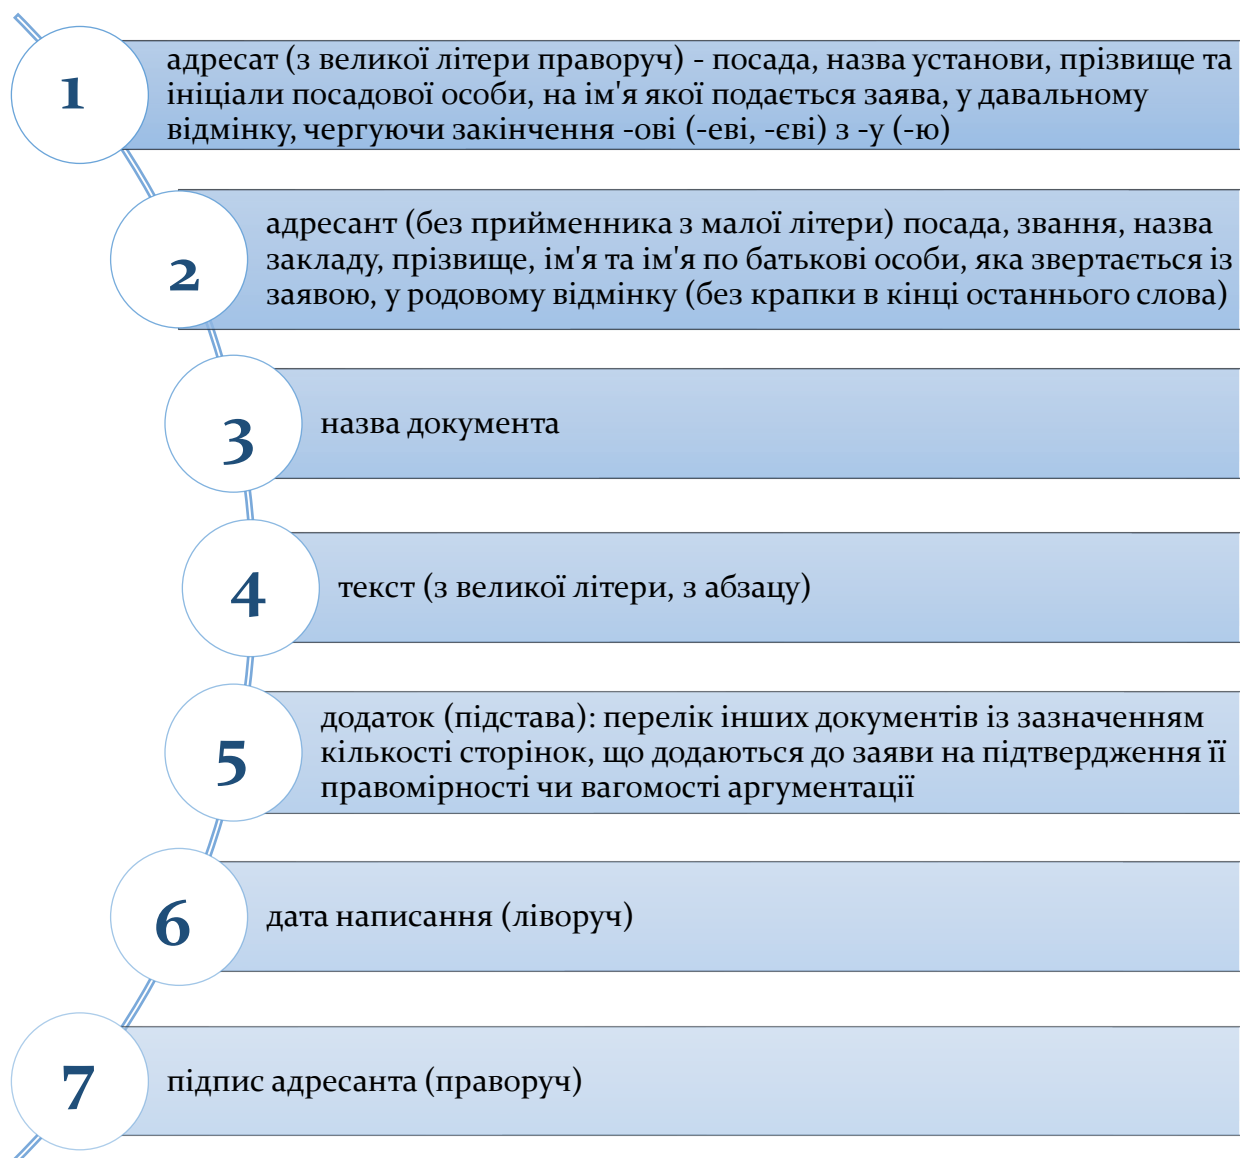 1
адресат (з великої літери праворуч) - посада, назва установи, прізвище та
ініціали посадової особи, на ім'я якої подається заява, у давальному
відмінку, чергуючи закінчення -ові (-еві, -єві) з -у (-ю)
2
адресант (без прийменника з малої літери) посада, звання, назва
закладу, прізвище, ім'я та ім'я по батькові особи, яка звертається із
заявою, у родовому відмінку (без крапки в кінці останнього слова)
3
назва документа
4
текст (з великої літери, з абзацу)
5
додаток (підстава): перелік інших документів із зазначенням
кількості сторінок, що додаються до заяви на підтвердження її
правомірності чи вагомості аргументації
6
дата написання (ліворуч)
7
підпис адресанта (праворуч)